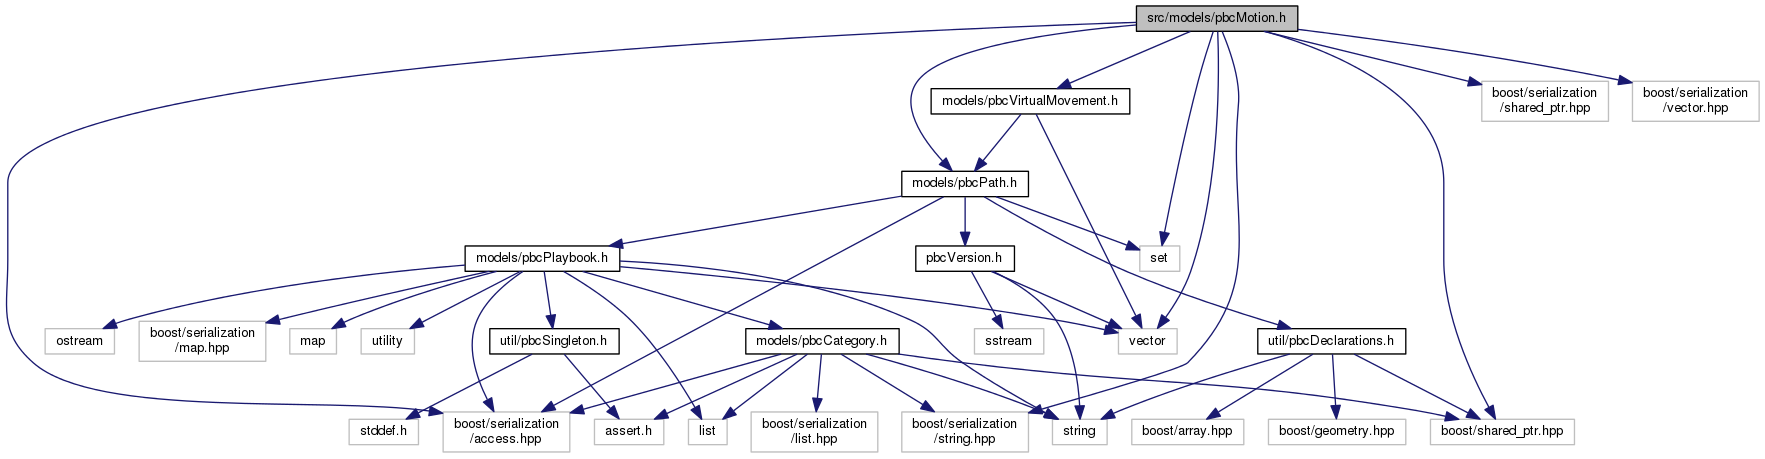 src/models/pbcMotion.h
boost/serialization
/shared_ptr.hpp
boost/serialization
/vector.hpp
models/pbcVirtualMovement.h
models/pbcPath.h
models/pbcPlaybook.h
pbcVersion.h
set
ostream
boost/serialization
/map.hpp
map
utility
util/pbcSingleton.h
models/pbcCategory.h
sstream
vector
util/pbcDeclarations.h
stddef.h
boost/serialization
/access.hpp
assert.h
list
boost/serialization
/list.hpp
boost/serialization
/string.hpp
string
boost/array.hpp
boost/geometry.hpp
boost/shared_ptr.hpp